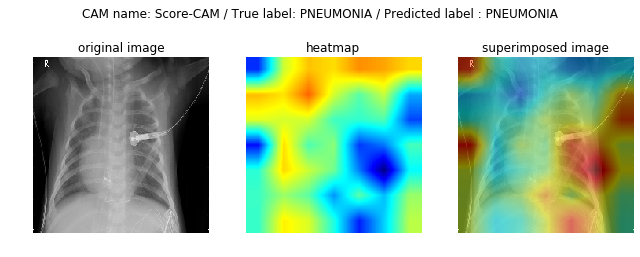 CAM name: Score-CAM / True label: PNEUMONIA / Predicted label : PNEUMONIA
original image
heatmap
superimposed image
R
R